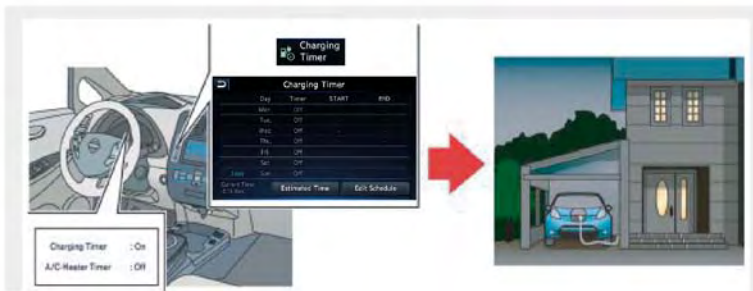 Charging
Timer
Charging Timer
Day Timer START END
Mon. Off
Tue. Off
Wed. Off
Thu. Off
Fri. Off
Sat. Off
Sun. Off
Current Time
Estimated Time
Edit Schedule
Charging Timer : On
A/C-Heater Timer : Off